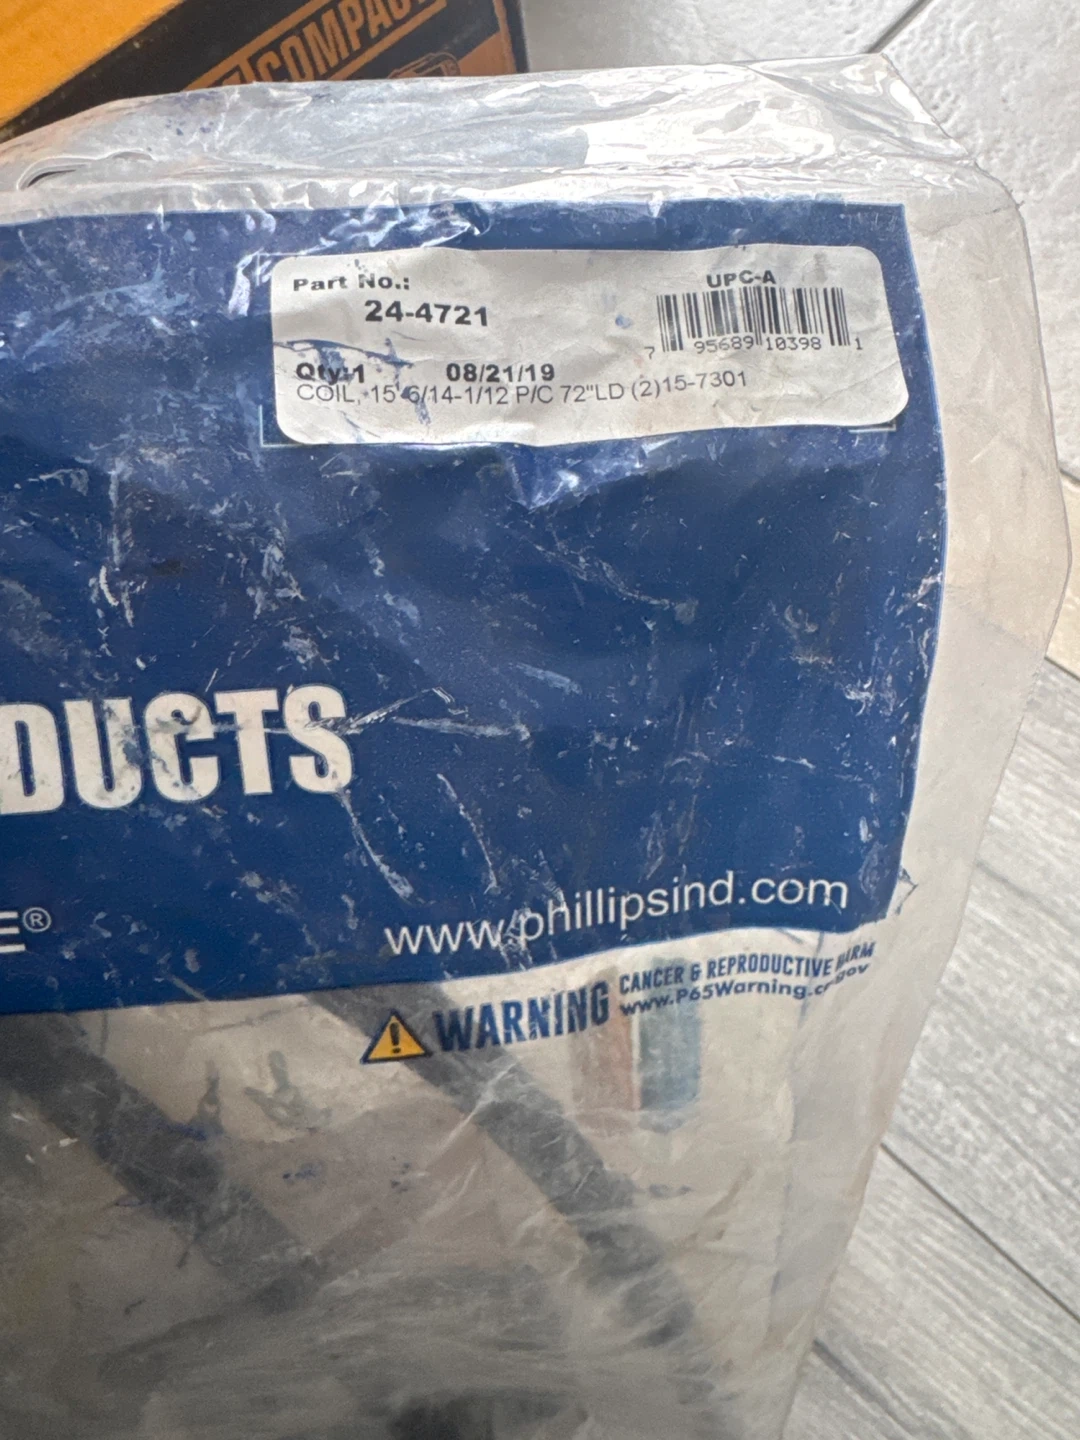 COMPAC
Part No.:
24-4721
UPC-A
7 95689 10398 1
Qty:1 08/21/19
COIL, 15' 6/14-1/12 P/C 72"LD (2)15-7301
DUCTS
E®
www.phillipsind.com
WARNING
CANCER & REPRODUCTIVE HARM
www.P65Warning.ca.gov